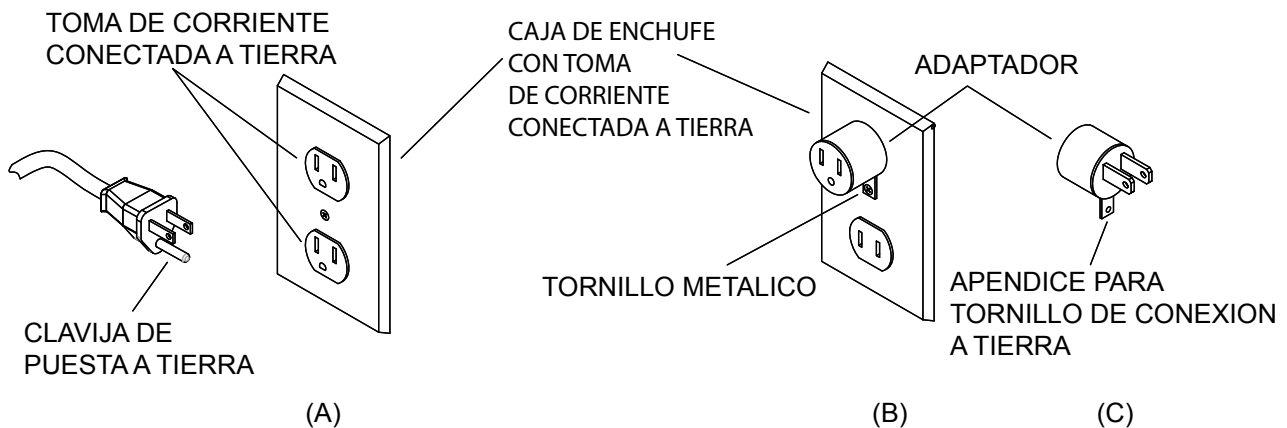 TOMA DE CORRIENTE
CONECTADA A TIERRA
CAJA DE ENCHUFE
CON TOMA
DE CORRIENTE
CONECTADA A TIERRA
ADAPTADOR
TORNILLO METALICO
APENDICE PARA
TORNILLO DE CONEXION
A TIERRA
CLAVIJA DE
PUESTA A TIERRA
(A)
(B)
(C)